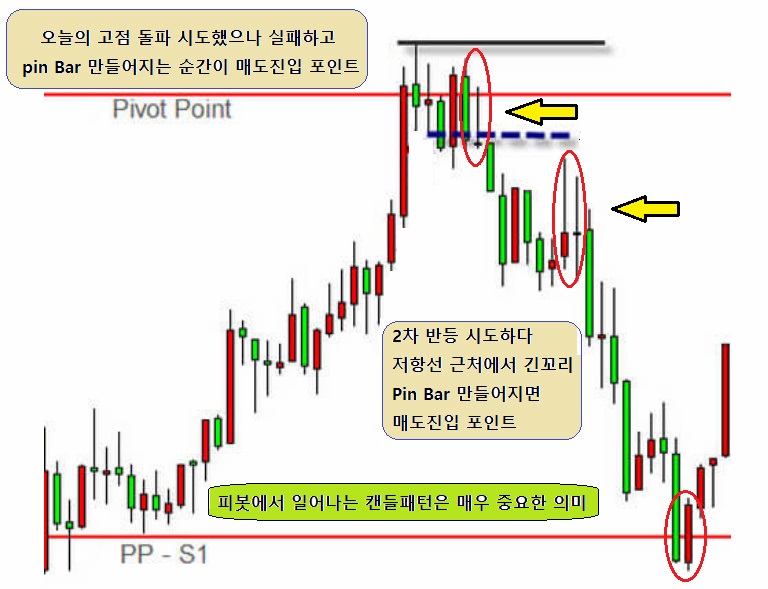 오늘의 고점 돌파 시도했으나 실패하고
pin Bar 만들어지는 순간이 매도진입 포인트
Pivot Point
2차 반등 시도하다
저항선 근처에서 긴꼬리
Pin Bar 만들어지면
매도진입 포인트
피봇에서 일어나는 캔들패턴은 매우 중요한 의미
PP - S1